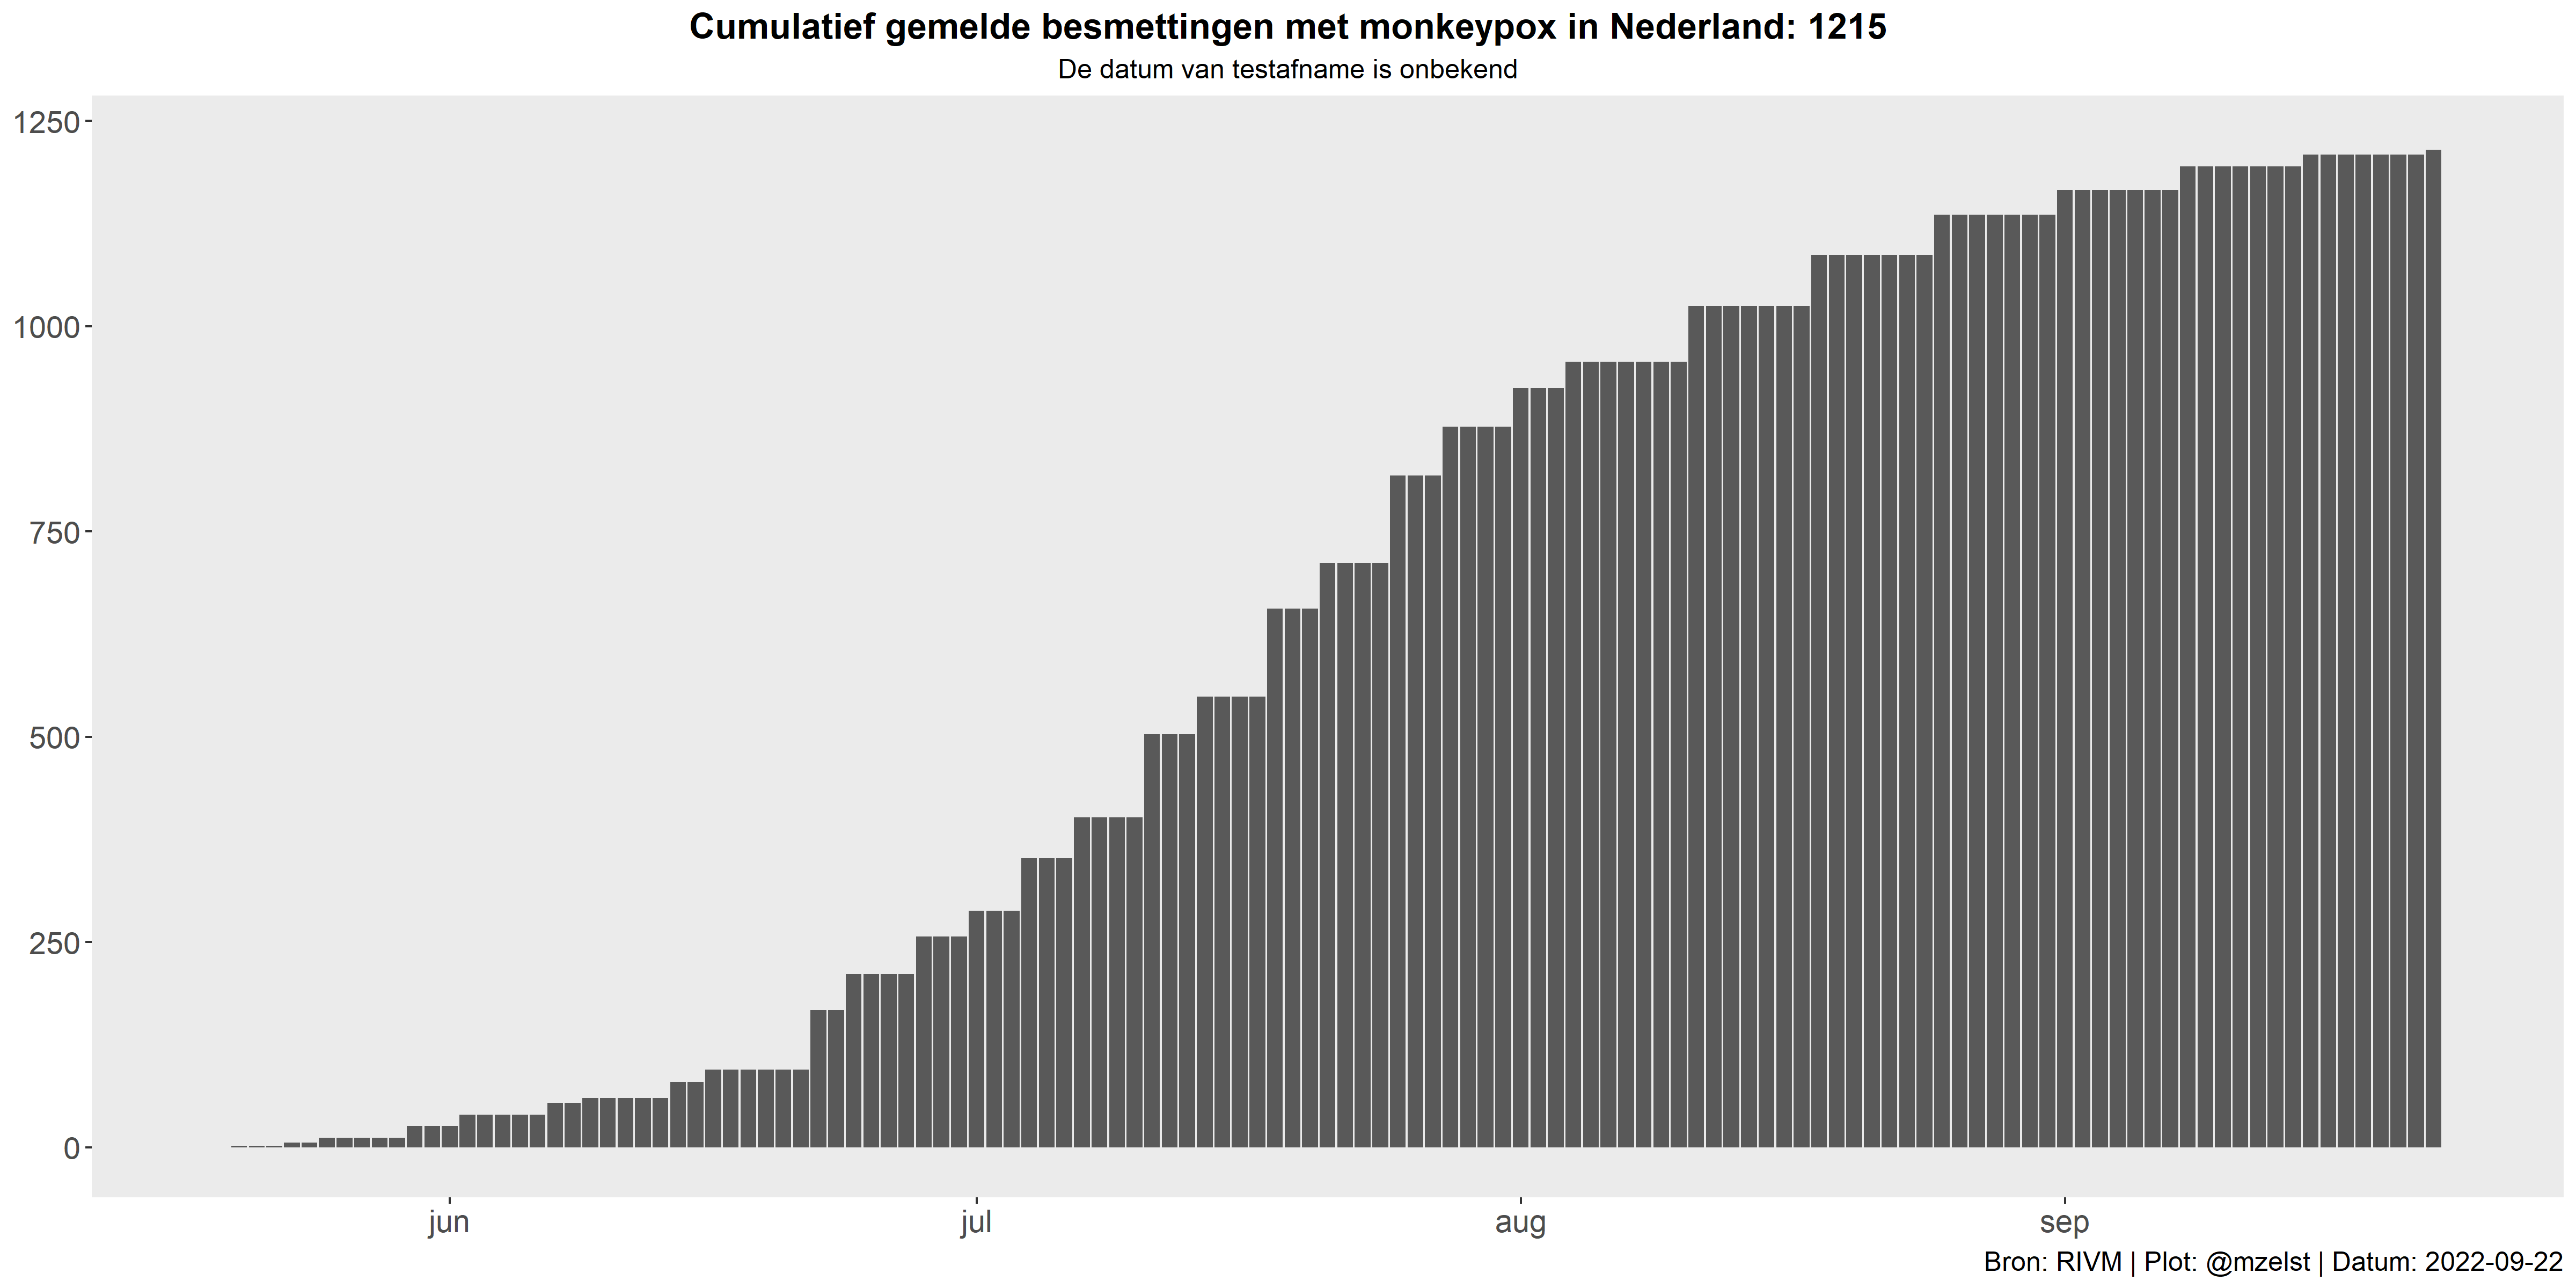 Cumulatief gemelde besmettingen met monkeypox in Nederland: 1215
De datum van testafname is onbekend
1250
1000
750
500
250
0
jun jul aug sep
Bron: RIVM | Plot: @mzelst | Datum: 2022-09-22